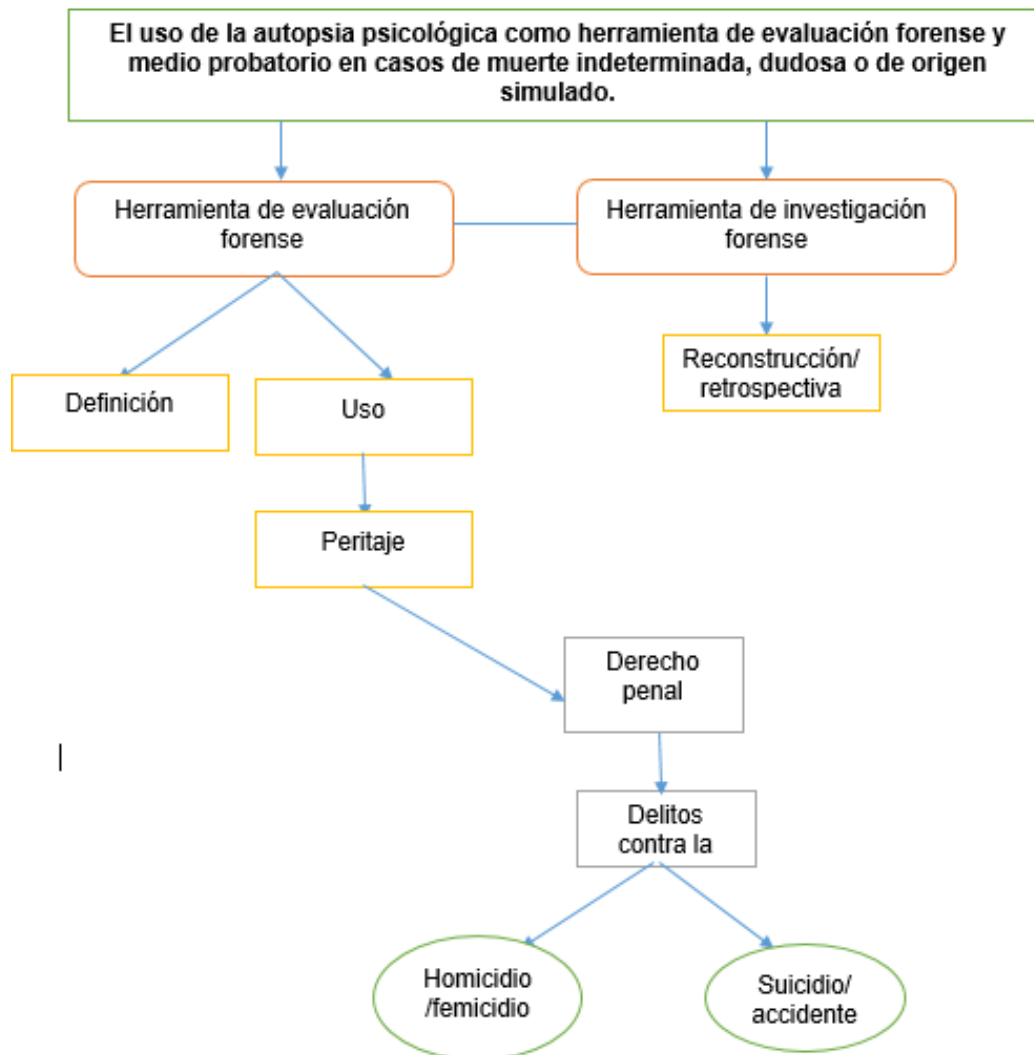 El uso de la autopsia psicológica como herramienta de evaluación forense y
medio probatorio en casos de muerte indeterminada, dudosa o de origen
simulado.
Herramienta de evaluación
forense
Herramienta de investigación
forense
Definición
Uso
Reconstrucción/
retrospectiva
Peritaje
Derecho
penal
Delitos
contra la
Homicidio
/femicidio
Suicidio/
accidente